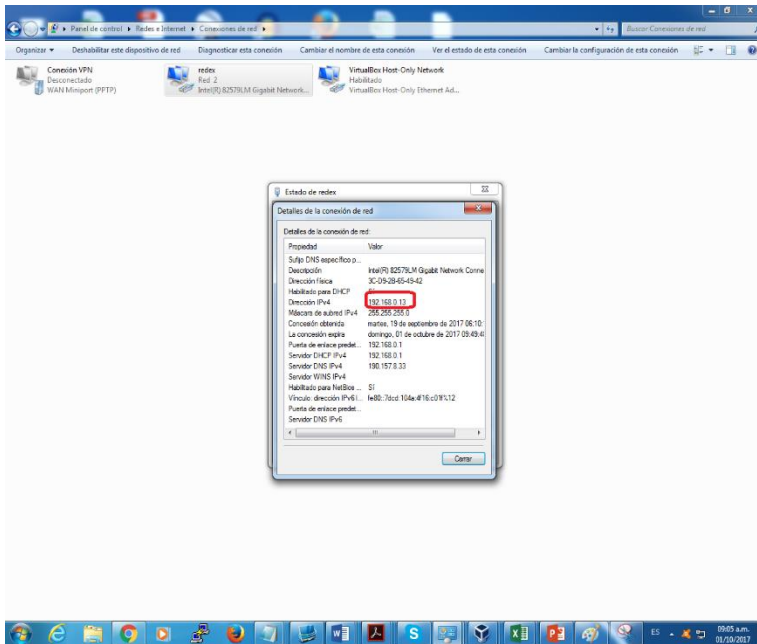 Panel de control ▸ Redes e Internet ▸ Conexiones de red ▸
Buscar Conexiones de red
Organizar Deshabilitar este dispositivo de red Diagnosticar esta conexión Cambiar el nombre de esta conexión Ver el estado de esta conexión Cambiar la configuración de esta conexión
Conexión VPN
Desconectado
WAN Miniport (PPTP)
redex
Red 2
Intel(R) 82579LM Gigabit Network...
VirtualBox Host-Only Network
Habilitado
VirtualBox Host-Only Ethernet Ad...
Estado de redex
Detalles de la conexión de red
Detalles de la conexión de red:
Propiedad Valor
Sufijo DNS específico p...
Descripción Intel(R) 82579LM Gigabit Network Conne
Dirección física 3C-D9-2B-65-49-42
Habilitado para DHCP Sí
Dirección IPv4 192.168.0.13
Máscara de subred IPv4 255.255.255.0
Concesión obtenida martes, 19 de septiembre de 2017 06:10:
La concesión expira domingo, 01 de octubre de 2017 09:49:4
Puerta de enlace predet... 192.168.0.1
Servidor DHCP IPv4 192.168.0.1
Servidor DNS IPv4 190.157.8.33
Servidor WINS IPv4
Habilitado para NetBios ... Sí
Vínculo: dirección IPv6 l... fe80::7dcd:104a:4f16:c01f%12
Puerta de enlace predet...
Servidor DNS IPv6
Cerrar
ES
09:05 a.m.
01/10/2017